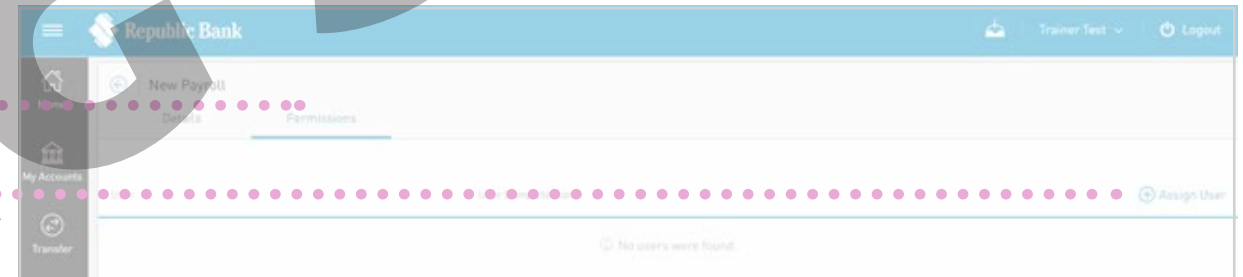 Republic Bank
Trainer Test
Logout
Home
New Payroll
Details
Permissions
My Accounts
Assign User
Transfer
No users were found